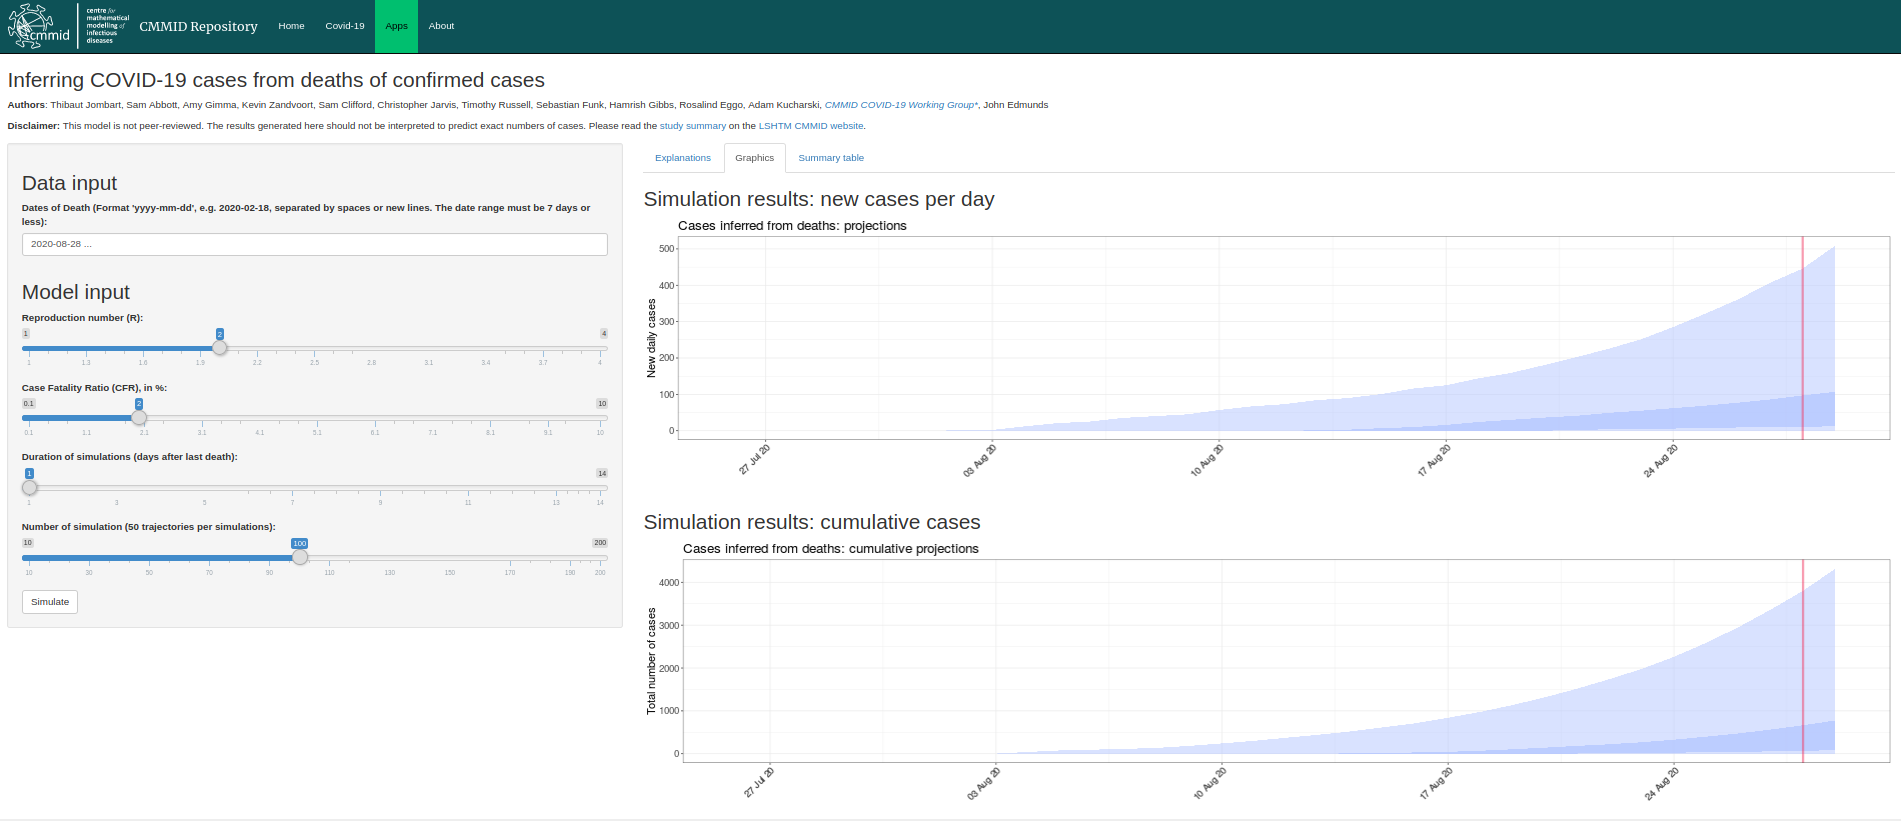 cmmid
centre for
mathematical
modelling of
infectious
diseases
CMMID Repository
Home
Covid-19
Apps
About
Inferring COVID-19 cases from deaths of confirmed cases
Authors: Thibaut Jombart, Sam Abbott, Amy Gimma, Kevin Zandvoort, Sam Clifford, Christopher Jarvis, Timothy Russell, Sebastian Funk, Hamrish Gibbs, Rosalind Eggo, Adam Kucharski, CMMID COVID-19 Working Group*, John Edmunds
Disclaimer: This model is not peer-reviewed. The results generated here should not be interpreted to predict exact numbers of cases. Please read the study summary on the LSHTM CMMID website.
Data input
Dates of Death (Format 'yyyy-mm-dd', e.g. 2020-02-18, separated by spaces or new lines. The date range must be 7 days or
less):
2020-08-28 ...
Model input
Reproduction number (R):
1 2 4
1 1.3 1.6 1.9 2.2 2.5 2.8 3.1 3.4 3.7 4
Case Fatality Ratio (CFR), in %:
0.1 2 10
0.1 1.1 2.1 3.1 4.1 5.1 6.1 7.1 8.1 9.1 10
Duration of simulations (days after last death):
1 14
1 3 5 7 9 11 13 14
Number of simulation (50 trajectories per simulations):
10 100 200
10 30 50 70 90 110 130 150 170 190 200
Simulate
Explanations
Graphics
Summary table
Simulation results: new cases per day
Cases inferred from deaths: projections
New daily cases
500
400
300
200
100
0
27 Jul 20
03 Aug 20
10 Aug 20
17 Aug 20
24 Aug 20
Simulation results: cumulative cases
Cases inferred from deaths: cumulative projections
Total number of cases
4000
3000
2000
1000
0
27 Jul 20
03 Aug 20
10 Aug 20
17 Aug 20
24 Aug 20